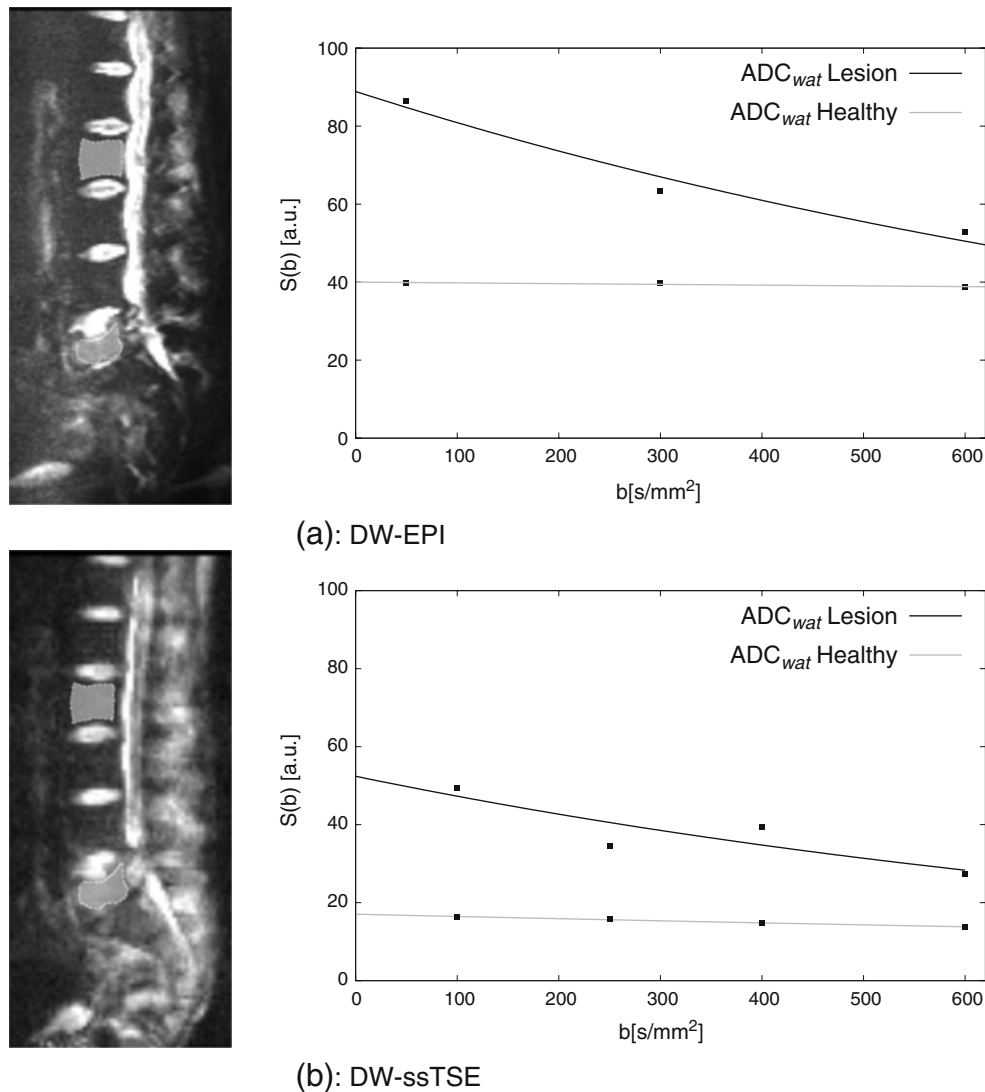 100
80
60
40
20
0
S(b) [a.u.]
ADCwat Lesion
ADCwat Healthy
0 100 200 300 400 500 600
b[s/mm²]
(a): DW-EPI
100
80
60
40
20
0
S(b) [a.u.]
ADCwat Lesion
ADCwat Healthy
0 100 200 300 400 500 600
b[s/mm²]
(b): DW-ssTSE